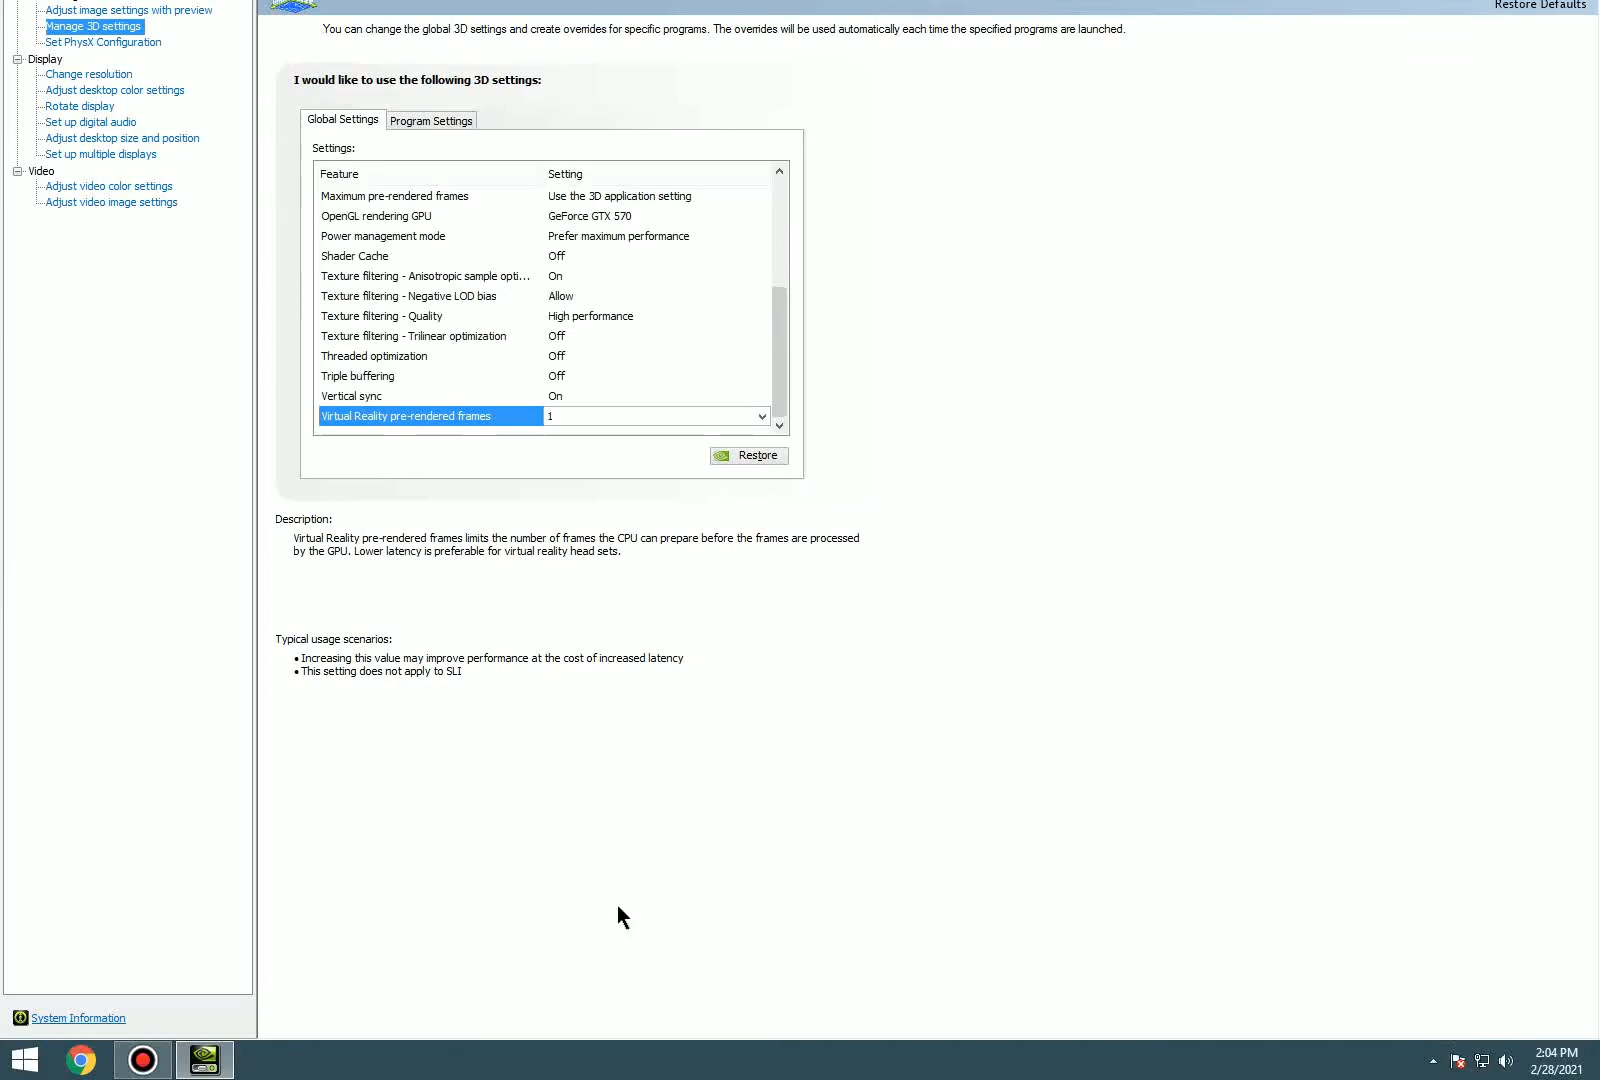 Adjust image settings with preview
Manage 3D settings
Set PhysX Configuration
Display
Change resolution
Adjust desktop color settings
Rotate display
Set up digital audio
Adjust desktop size and position
Set up multiple displays
Video
Adjust video color settings
Adjust video image settings
System Information
Restore Defaults
You can change the global 3D settings and create overrides for specific programs. The overrides will be used automatically each time the specified programs are launched.
I would like to use the following 3D settings:
Global Settings Program Settings
Settings:
Feature Setting
Maximum pre-rendered frames Use the 3D application setting
OpenGL rendering GPU GeForce GTX 570
Power management mode Prefer maximum performance
Shader Cache Off
Texture filtering - Anisotropic sample opti... On
Texture filtering - Negative LOD bias Allow
Texture filtering - Quality High performance
Texture filtering - Trilinear optimization Off
Threaded optimization Off
Triple buffering Off
Vertical sync On
Virtual Reality pre-rendered frames 1
Restore
Description:
Virtual Reality pre-rendered frames limits the number of frames the CPU can prepare before the frames are processed
by the GPU. Lower latency is preferable for virtual reality head sets.
Typical usage scenarios:
• Increasing this value may improve performance at the cost of increased latency
• This setting does not apply to SLI
2:04 PM
2/28/2021